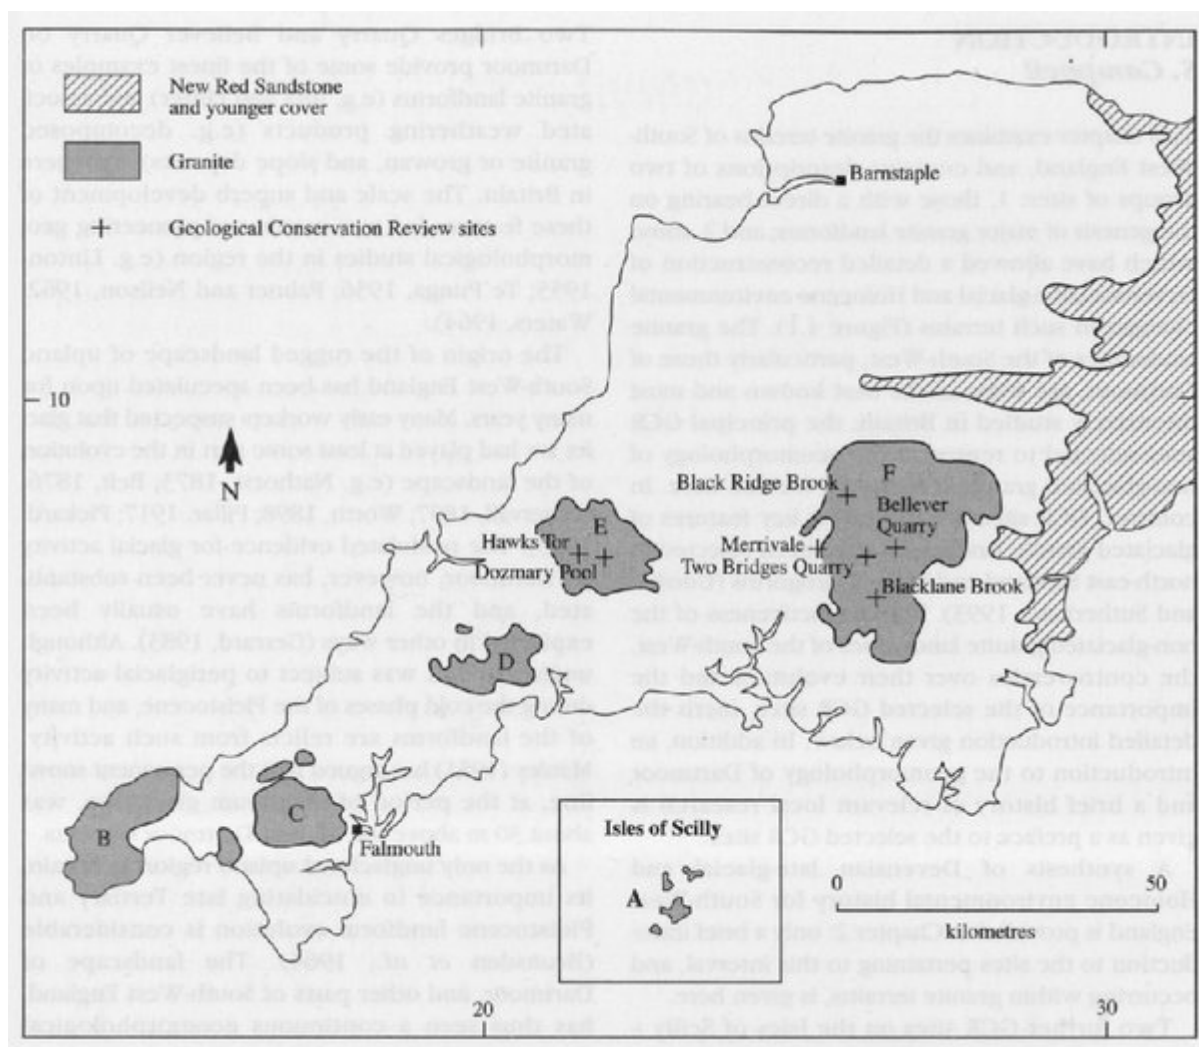 New Red Sandstone
and younger cover
Granite
Geological Conservation Review sites
Barnstaple
10
N
F
Black Ridge Brook
Bellever
Quarry
E
Hawks Tor
Merrivale
Dozmary Pool
Two Bridges Quarry
Blacklane Brook
D
B
C
Falmouth
Isles of Scilly
A
0
50
kilometres
20
30